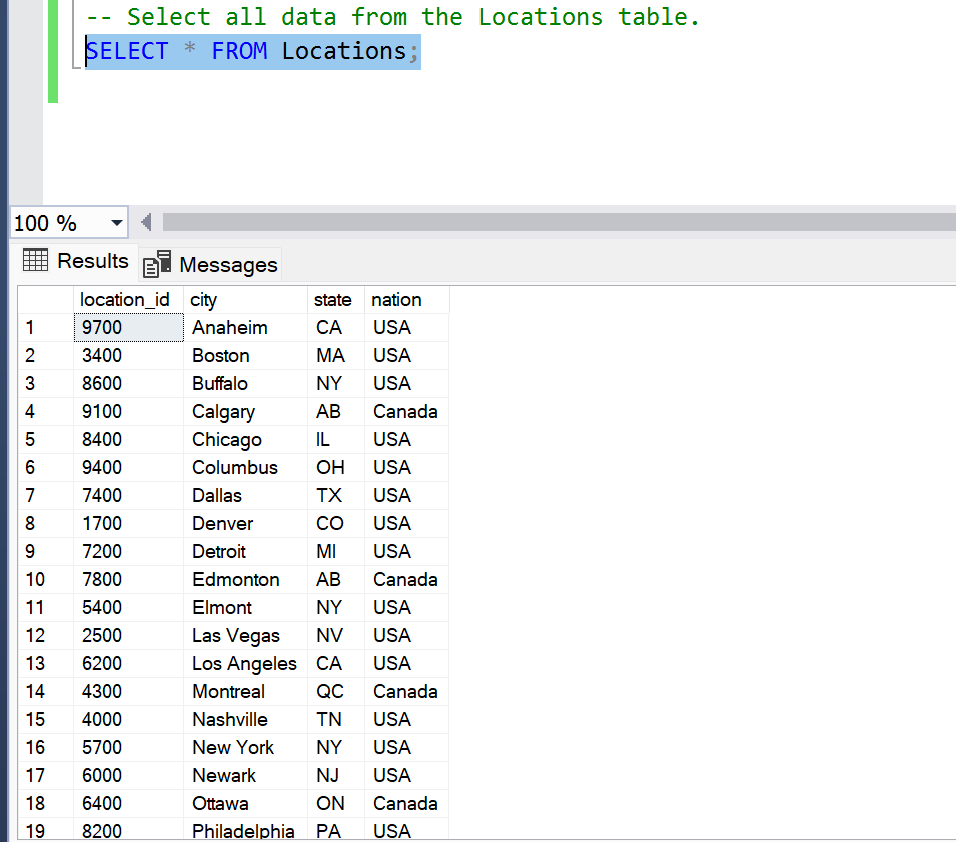 -- Select all data from the Locations table.
SELECT * FROM Locations;
100 %
Results Messages
location_id city state nation
1 9700 Anaheim CA USA
2 3400 Boston MA USA
3 8600 Buffalo NY USA
4 9100 Calgary AB Canada
5 8400 Chicago IL USA
6 9400 Columbus OH USA
7 7400 Dallas TX USA
8 1700 Denver CO USA
9 7200 Detroit MI USA
10 7800 Edmonton AB Canada
11 5400 Elmont NY USA
12 2500 Las Vegas NV USA
13 6200 Los Angeles CA USA
14 4300 Montreal QC Canada
15 4000 Nashville TN USA
16 5700 New York NY USA
17 6000 Newark NJ USA
18 6400 Ottawa ON Canada
19 8200 Philadelphia PA USA